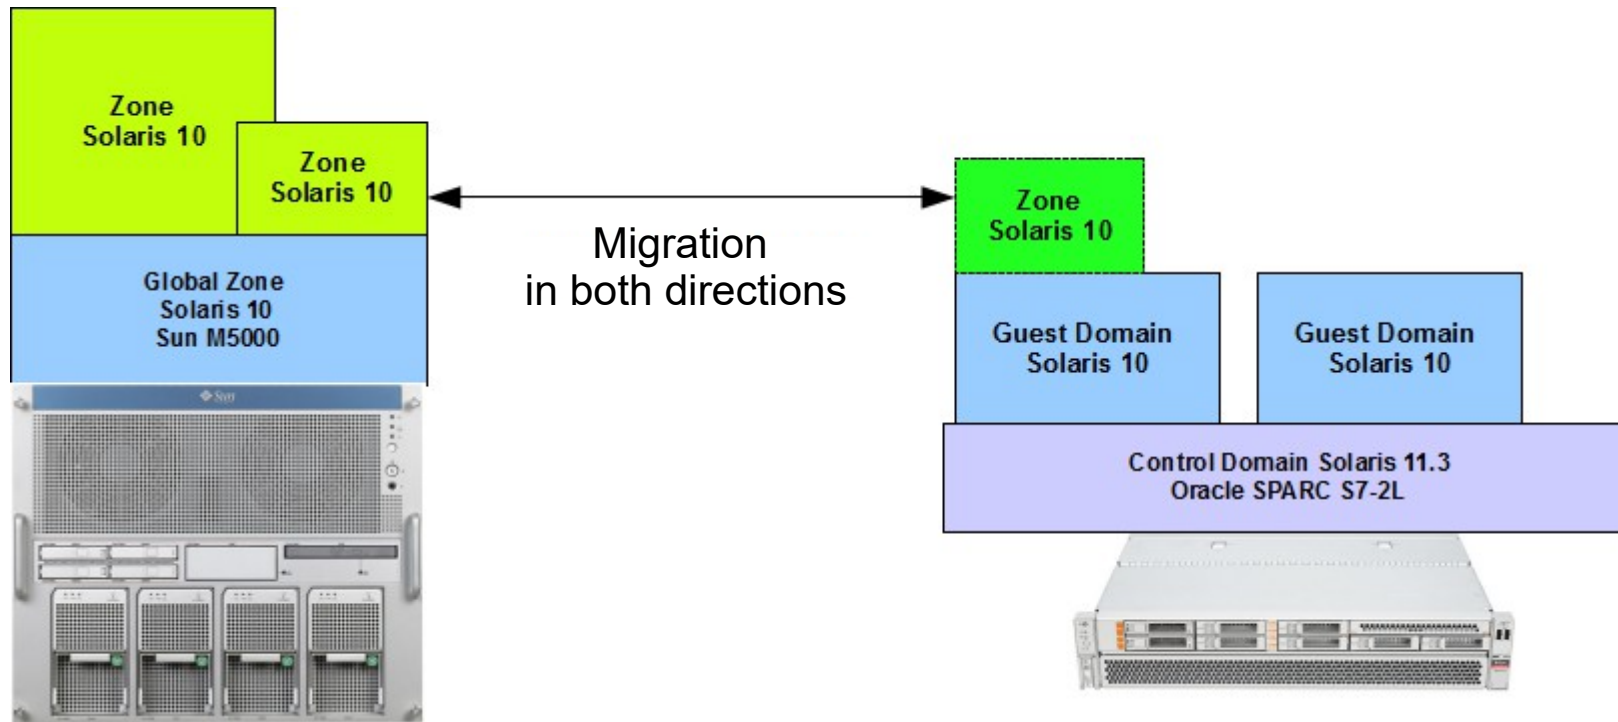 Zone
Solaris 10
Zone
Solaris 10
Global Zone
Solaris 10
Sun M5000
Sun
Migration
in both directions
Zone
Solaris 10
Guest Domain
Solaris 10
Guest Domain
Solaris 10
Control Domain Solaris 11.3
Oracle SPARC S7-2L